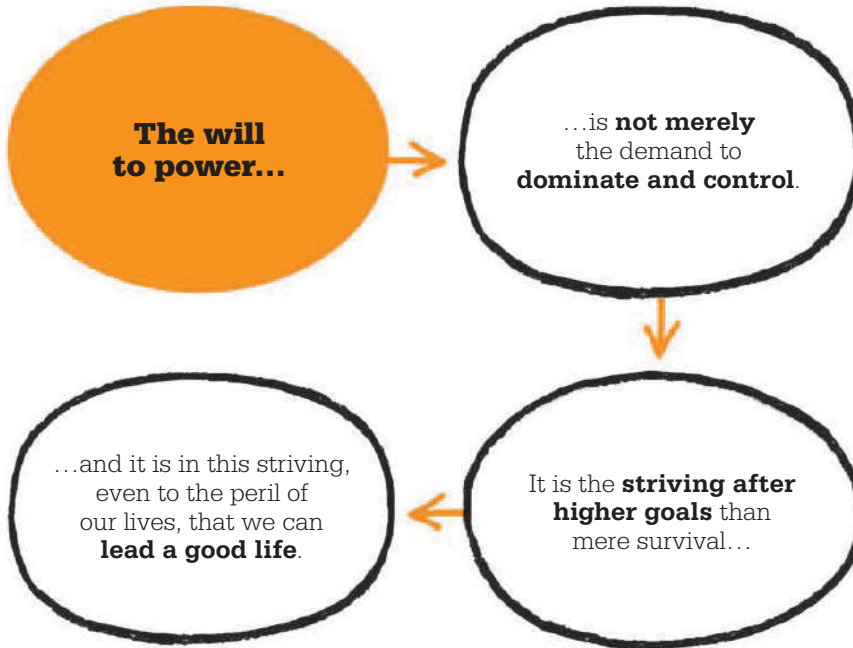 The will
to power...
...is not merely
the demand to
dominate and control.
It is the striving after
higher goals than
mere survival...
...and it is in this striving,
even to the peril of
our lives, that we can
lead a good life.